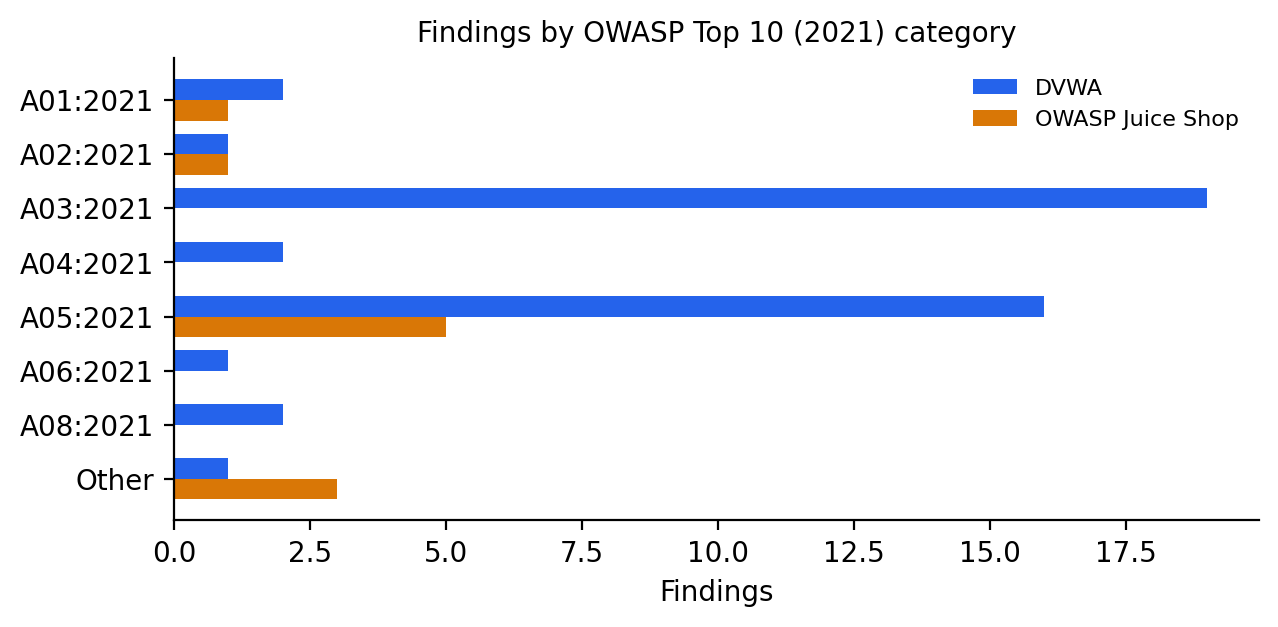 Findings by OWASP Top 10 (2021) category
DVWA
OWASP Juice Shop
A01:2021
A02:2021
A03:2021
A04:2021
A05:2021
A06:2021
A08:2021
Other
0.0 2.5 5.0 7.5 10.0 12.5 15.0 17.5
Findings